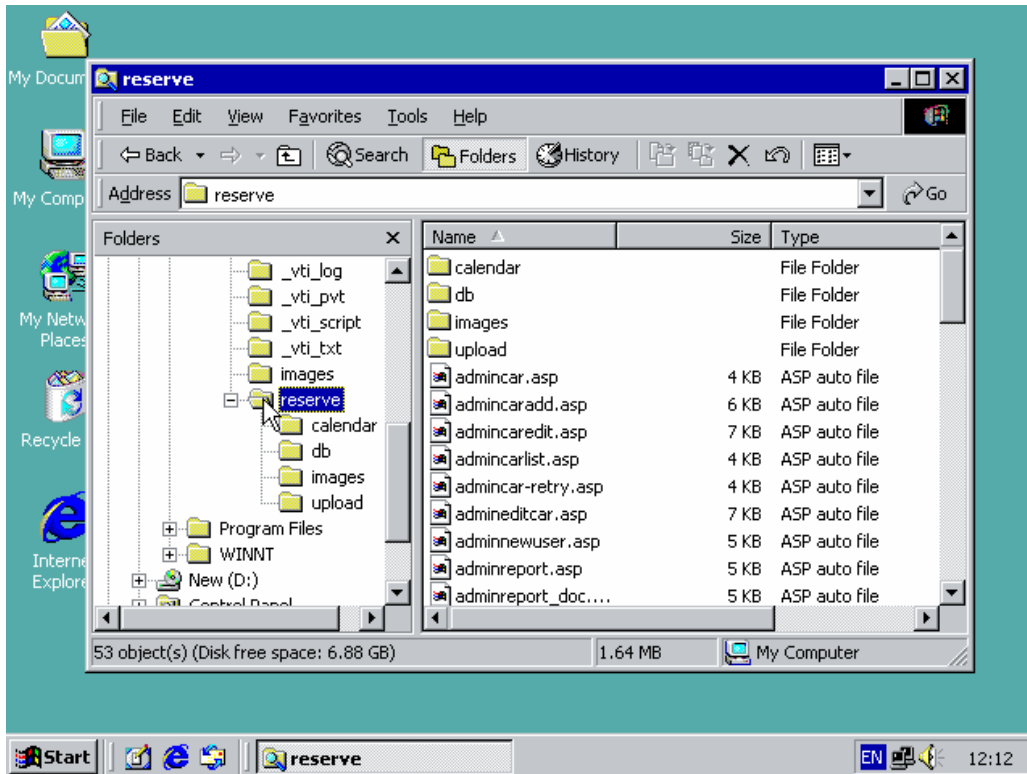 My Docum
My Comp
My Netw
Places
Recycle
Interne
Explore
reserve
File Edit View Favorites Tools Help
Back Search Folders History
Address reserve Go
Folders
_vti_log
_vti_pvt
_vti_script
_vti_txt
images
reserve
calendar
db
images
upload
Program Files
WINNT
New (D:)
Control Panel
Name Size Type
calendar File Folder
db File Folder
images File Folder
upload File Folder
admincar.asp 4 KB ASP auto file
admincaradd.asp 6 KB ASP auto file
admincaredit.asp 7 KB ASP auto file
admincarlist.asp 4 KB ASP auto file
admincar-retry.asp 4 KB ASP auto file
admineditcar.asp 7 KB ASP auto file
adminnewuser.asp 5 KB ASP auto file
adminreport.asp 5 KB ASP auto file
adminreport_doc.... 5 KB ASP auto file
53 object(s) (Disk free space: 6.88 GB) 1.64 MB My Computer
Start reserve EN 12:12